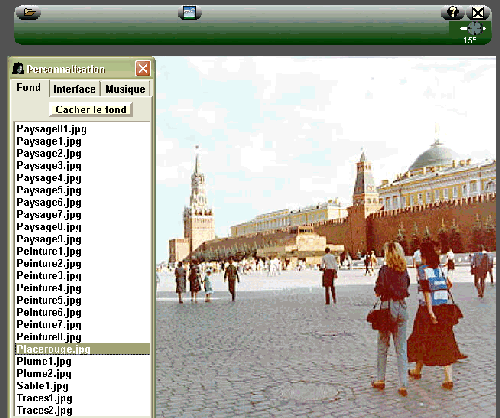 ?
15°
Personnalisation
Fond Interface Musique
Cacher le fond
Paysage01.jpg
Paysage1.jpg
Paysage2.jpg
Paysage3.jpg
Paysage4.jpg
Paysage5.jpg
Paysage6.jpg
Paysage7.jpg
Paysage8.jpg
Paysage9.jpg
Peinture1.jpg
Peinture2.jpg
Peinture3.jpg
Peinture4.jpg
Peinture5.jpg
Peinture6.jpg
Peinture7.jpg
Peinture8.jpg
Placerouge.jpg
Plume1.jpg
Plume2.jpg
Sable1.jpg
Traces1.jpg
Traces2.jpg